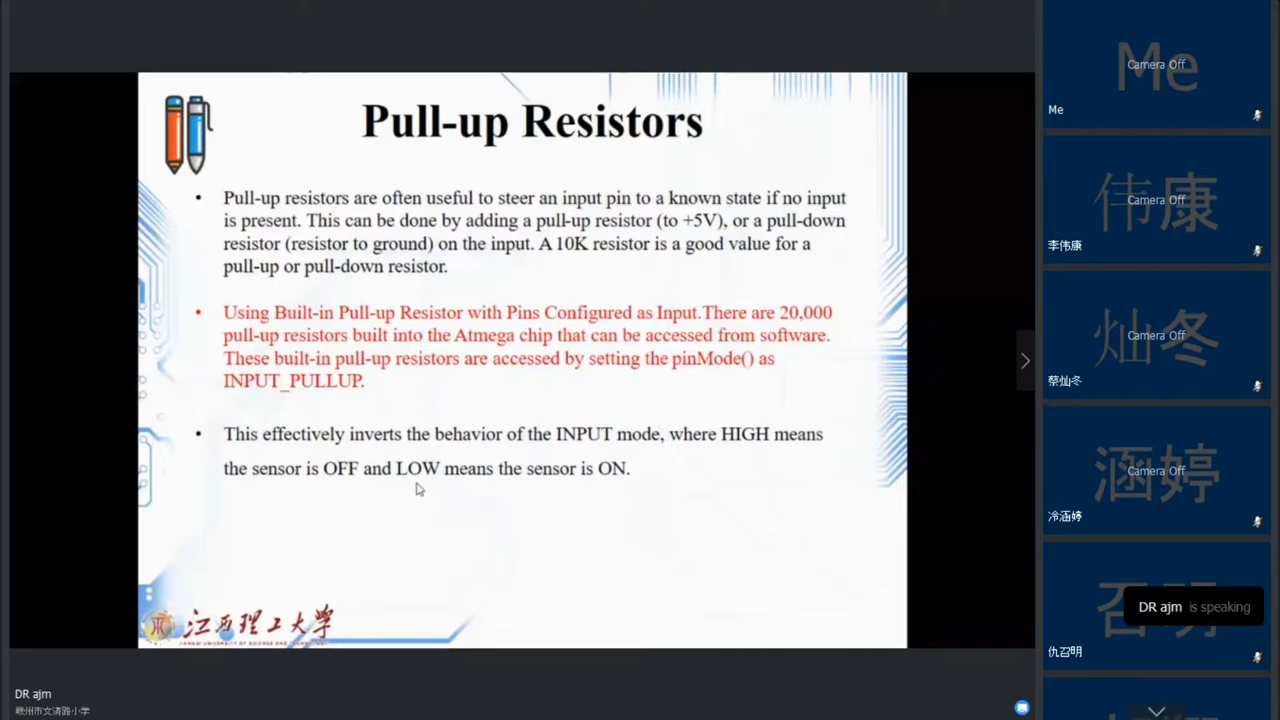 Pull-up Resistors
• Pull-up resistors are often useful to steer an input pin to a known state if no input
is present. This can be done by adding a pull-up resistor (to +5V), or a pull-down
resistor (resistor to ground) on the input. A 10K resistor is a good value for a
pull-up or pull-down resistor.
• Using Built-in Pull-up Resistor with Pins Configured as Input.There are 20,000
pull-up resistors built into the Atmega chip that can be accessed from software.
These built-in pull-up resistors are accessed by setting the pinMode() as
INPUT_PULLUP.
• This effectively inverts the behavior of the INPUT mode, where HIGH means
the sensor is OFF and LOW means the sensor is ON.
江西理工大学
DR ajm
赣州市文清路小学
Me
Camera Off
Me
伟康
Camera Off
李伟康
灿冬
Camera Off
蔡灿冬
涵婷
Camera Off
冷涵婷
召明
DR ajm is speaking
仇召明